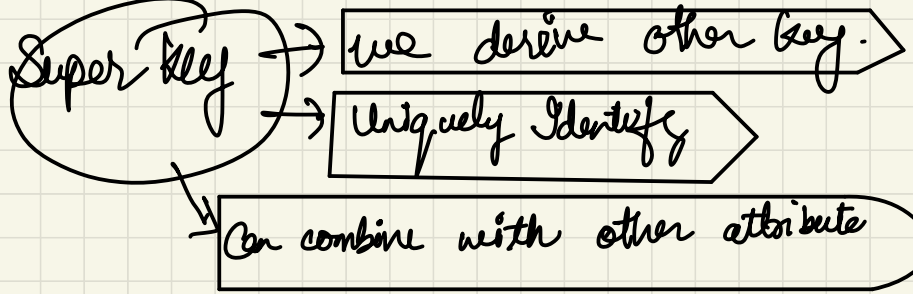 Super Key
we derive other key.
Uniquely Identify
Can combine with other attribute